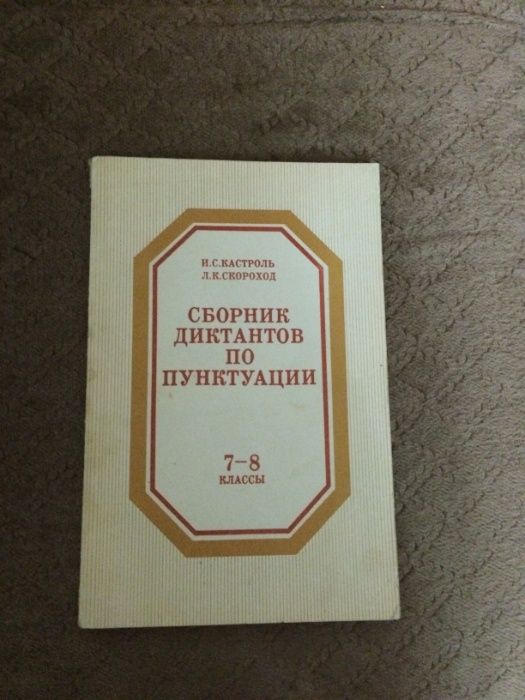 И.С.КАСТРОЛЬ
Л.К.СКОРОХОД
СБОРНИК
ДИКТАНТОВ
ПО
ПУНКТУАЦИИ
7—8
КЛАССЫ